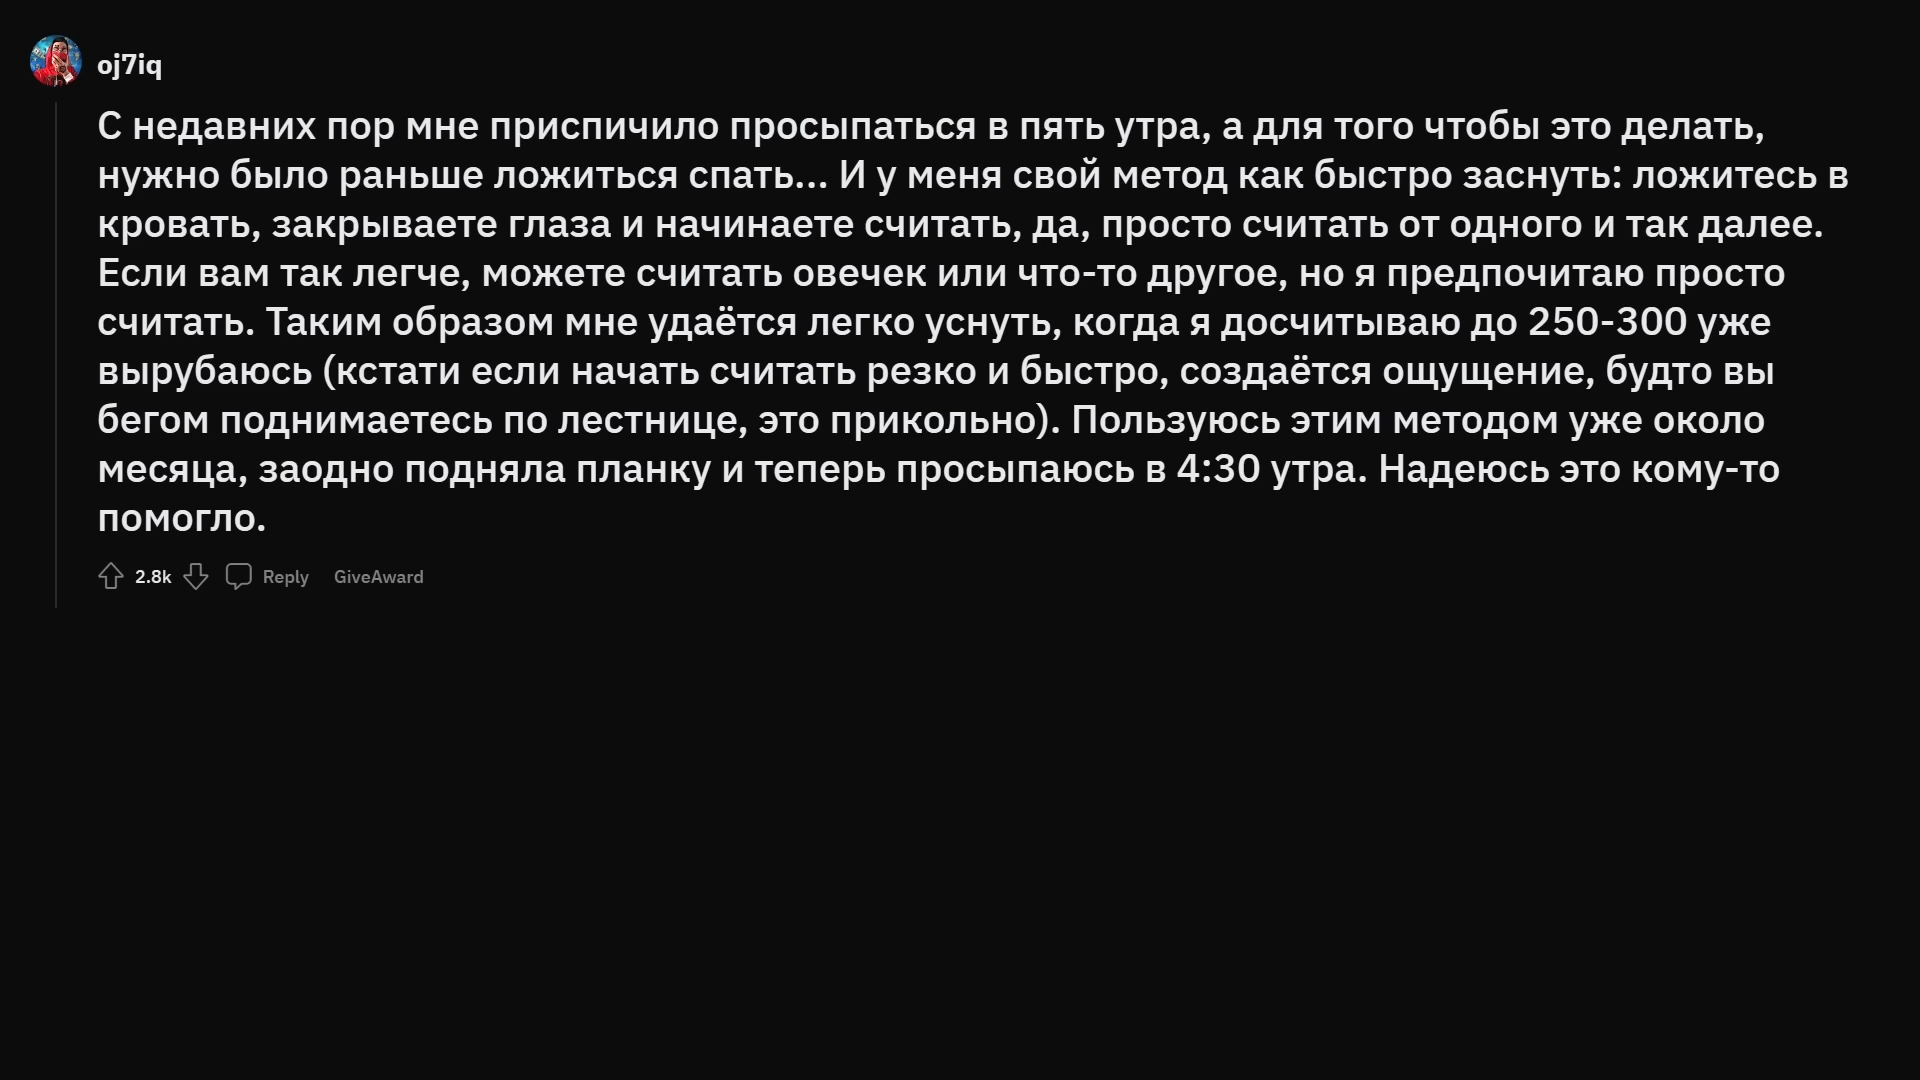 oj7iq
С недавних пор мне приспичило просыпаться в пять утра, а для того чтобы это делать,
нужно было раньше ложиться спать... И у меня свой метод как быстро заснуть: ложитесь в
кровать, закрываете глаза и начинаете считать, да, просто считать от одного и так далее.
Если вам так легче, можете считать овечек или что-то другое, но я предпочитаю просто
считать. Таким образом мне удаётся легко уснуть, когда я досчитываю до 250-300 уже
вырубаюсь (кстати если начать считать резко и быстро, создаётся ощущение, будто вы
бегом поднимаетесь по лестнице, это прикольно). Пользуюсь этим методом уже около
месяца, заодно подняла планку и теперь просыпаюсь в 4:30 утра. Надеюсь это кому-то
помогло.
2.8k Reply GiveAward